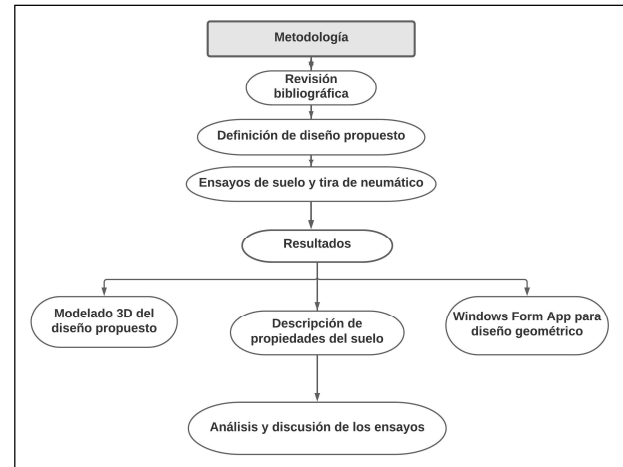 Metodología
Revisión
bibliográfica
Definición de diseño propuesto
Ensayos de suelo y tira de neumático
Resultados
Modelado 3D del
diseño propuesto
Descripción de
propiedades del suelo
Windows Form App para
diseño geométrico
Análisis y discusión de los ensayos